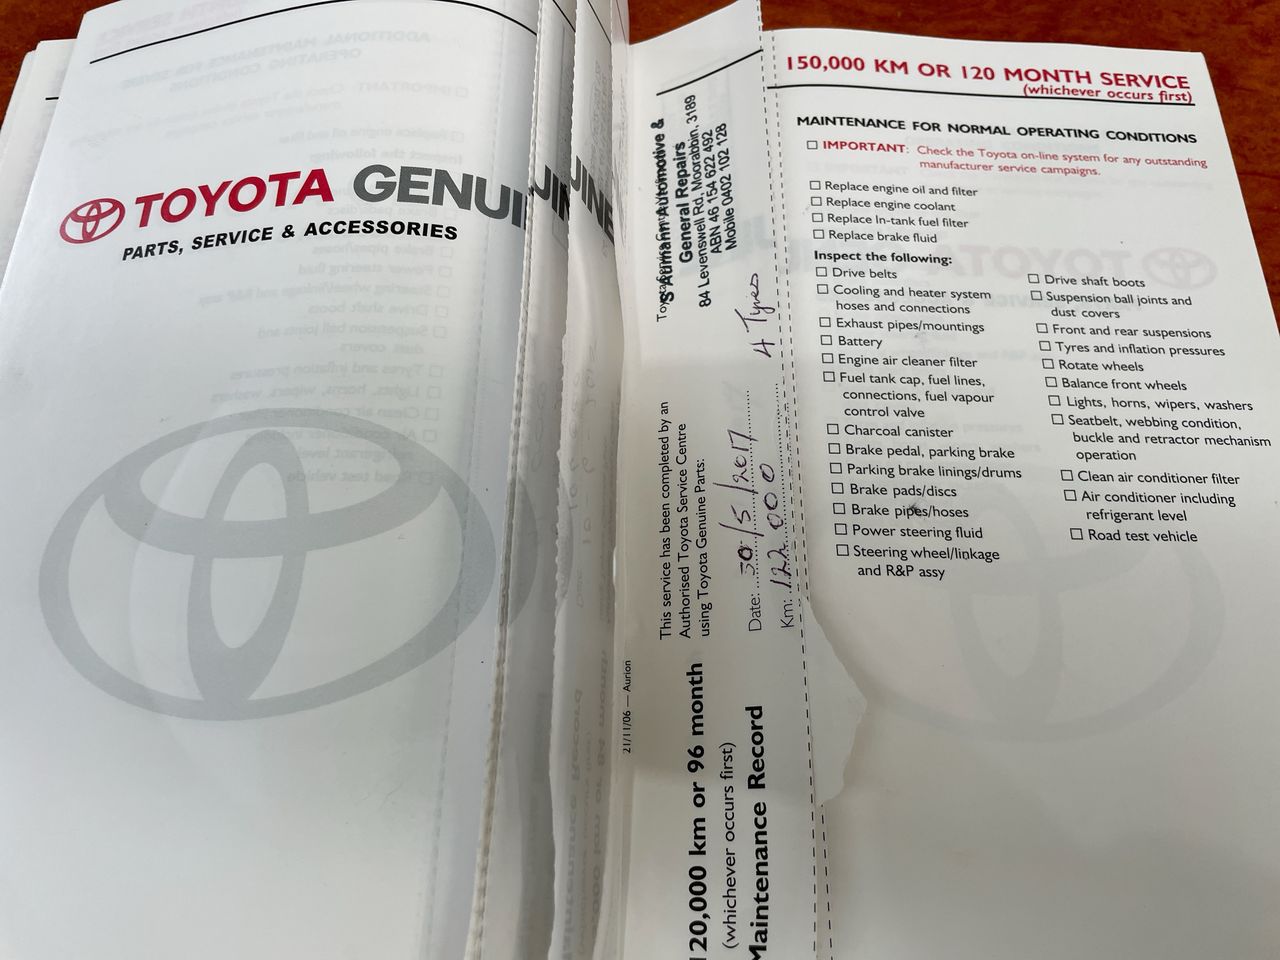 TOYOTA GENUI
PARTS, SERVICE & ACCESSORIES
UIN
UINE
S Aumann Automotive &
General Repairs
84 Levenswell Rd, Moorabbin. 3189
ABN 46 154 622 492
Mobile 0402 102 128
4 Tyres
This service has been completed by an
Authorised Toyota Service Centre
using Toyota Genuine Parts:
Date: 30/5/2017
Km: 122 000
21/11/06 — Aurion
120,000 km or 96 month
(whichever occurs first)
Maintenance Record
150,000 KM OR 120 MONTH SERVICE
(whichever occurs first)
MAINTENANCE FOR NORMAL OPERATING CONDITIONS
IMPORTANT: Check the Toyota on-line system for any outstanding
manufacturer service campaigns.
Replace engine oil and filter
Replace engine coolant
Replace In-tank fuel filter
Replace brake fluid
Inspect the following:
Drive belts
Cooling and heater system
hoses and connections
Exhaust pipes/mountings
Battery
Engine air cleaner filter
Fuel tank cap, fuel lines,
connections, fuel vapour
control valve
Charcoal canister
Brake pedal, parking brake
Parking brake linings/drums
Brake pads/discs
Brake pipes/hoses
Power steering fluid
Steering wheel/linkage
and R&P assy
Drive shaft boots
Suspension ball joints and
dust covers
Front and rear suspensions
Tyres and inflation pressures
Rotate wheels
Balance front wheels
Lights, horns, wipers, washers
Seatbelt, webbing condition,
buckle and retractor mechanism
operation
Clean air conditioner filter
Air conditioner including
refrigerant level
Road test vehicle